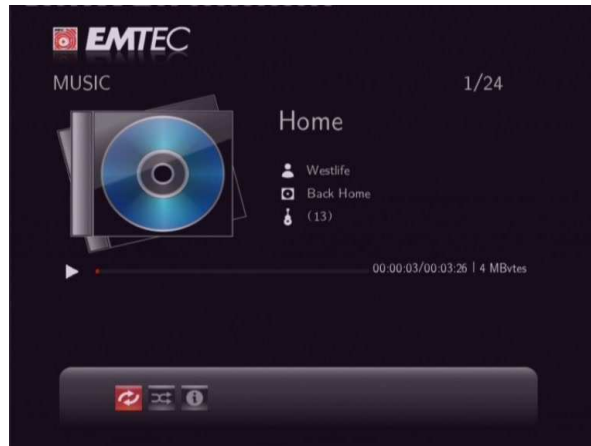 EMTEC
MUSIC
1/24
Home
Westlife
Back Home
(13)
00:00:03/00:03:26 | 4 MBytes